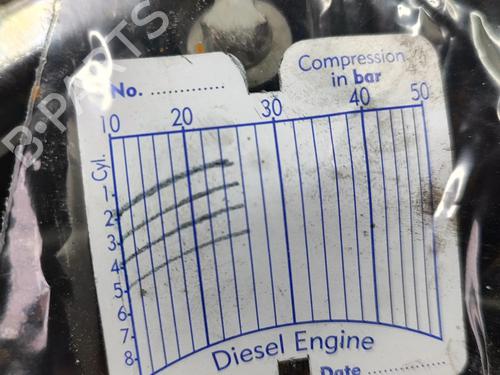 No. ..............
Compression
in bar
10 20 30 40 50
Cyl.
1
2
3
4
5
6
7
8
Diesel Engine
Date ..............
B-PARTS